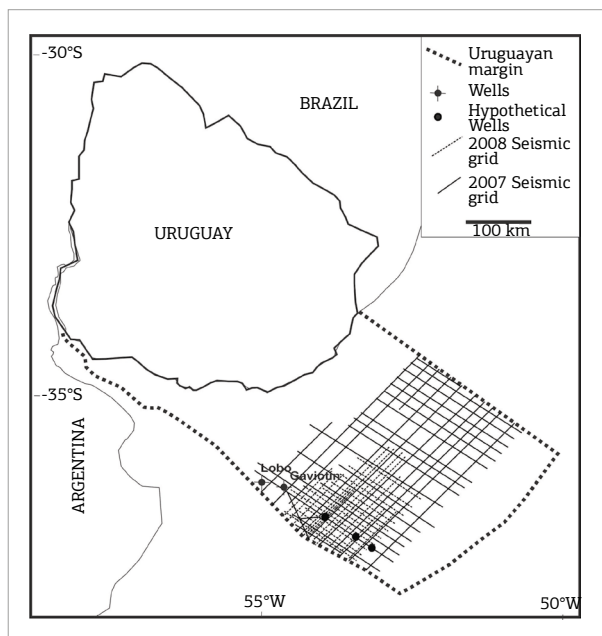 -30°S
Uruguayan
margin
Wells
Hypothetical
Wells
2008 Seismic
grid
2007 Seismic
grid
100 km
BRAZIL
URUGUAY
-35°S
ARGENTINA
Lobo
Gaviotin
55°W
50°W